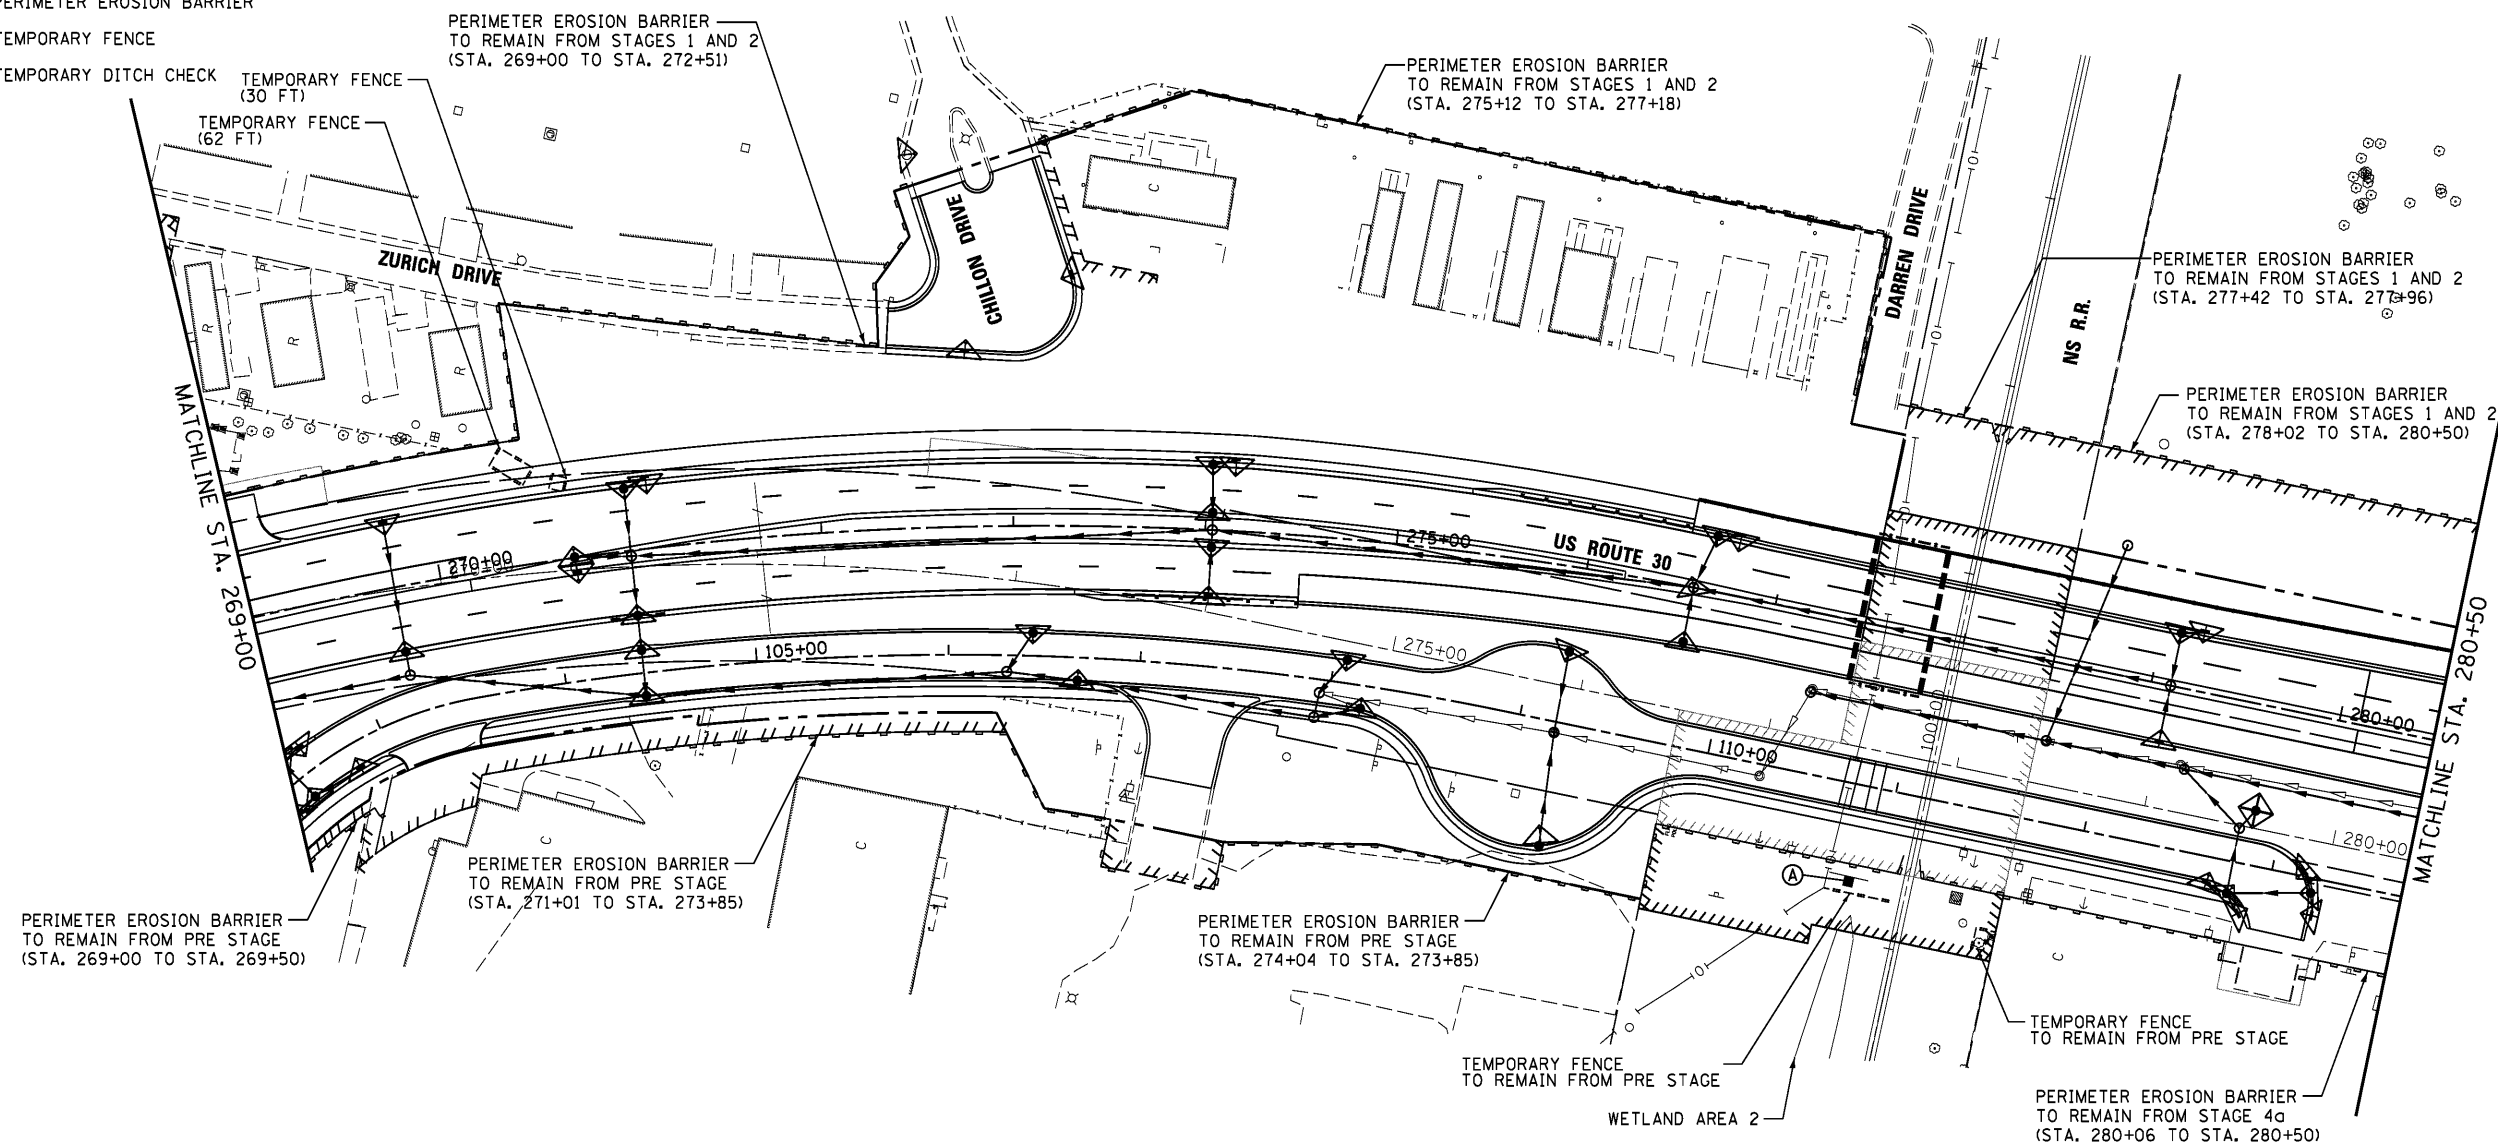 PERIMETER EROSION BARRIER
TEMPORARY FENCE
TEMPORARY DITCH CHECK
TEMPORARY FENCE
(30 FT)
TEMPORARY FENCE
(62 FT)
PERIMETER EROSION BARRIER
TO REMAIN FROM STAGES 1 AND 2
(STA. 269+00 TO STA. 272+51)
PERIMETER EROSION BARRIER
TO REMAIN FROM STAGES 1 AND 2
(STA. 275+12 TO STA. 277+18)
PERIMETER EROSION BARRIER
TO REMAIN FROM STAGES 1 AND 2
(STA. 277+42 TO STA. 277+96)
PERIMETER EROSION BARRIER
TO REMAIN FROM STAGES 1 AND 2
(STA. 278+02 TO STA. 280+50)
ZURICH DRIVE
CHILLON DRIVE
DARREN DRIVE
NS R.R.
C
R
R
R
MATCHLINE STA. 269+00
270+00
275+00
US ROUTE 30
105+00
275+00
110+00
100+00
280+00
280+00
MATCHLINE STA. 280+50
A
C
C
C
PERIMETER EROSION BARRIER
TO REMAIN FROM PRE STAGE
(STA. 269+00 TO STA. 269+50)
PERIMETER EROSION BARRIER
TO REMAIN FROM PRE STAGE
(STA. 271+01 TO STA. 273+85)
PERIMETER EROSION BARRIER
TO REMAIN FROM PRE STAGE
(STA. 274+04 TO STA. 273+85)
TEMPORARY FENCE
TO REMAIN FROM PRE STAGE
WETLAND AREA 2
TEMPORARY FENCE
TO REMAIN FROM PRE STAGE
PERIMETER EROSION BARRIER
TO REMAIN FROM STAGE 4a
(STA. 280+06 TO STA. 280+50)